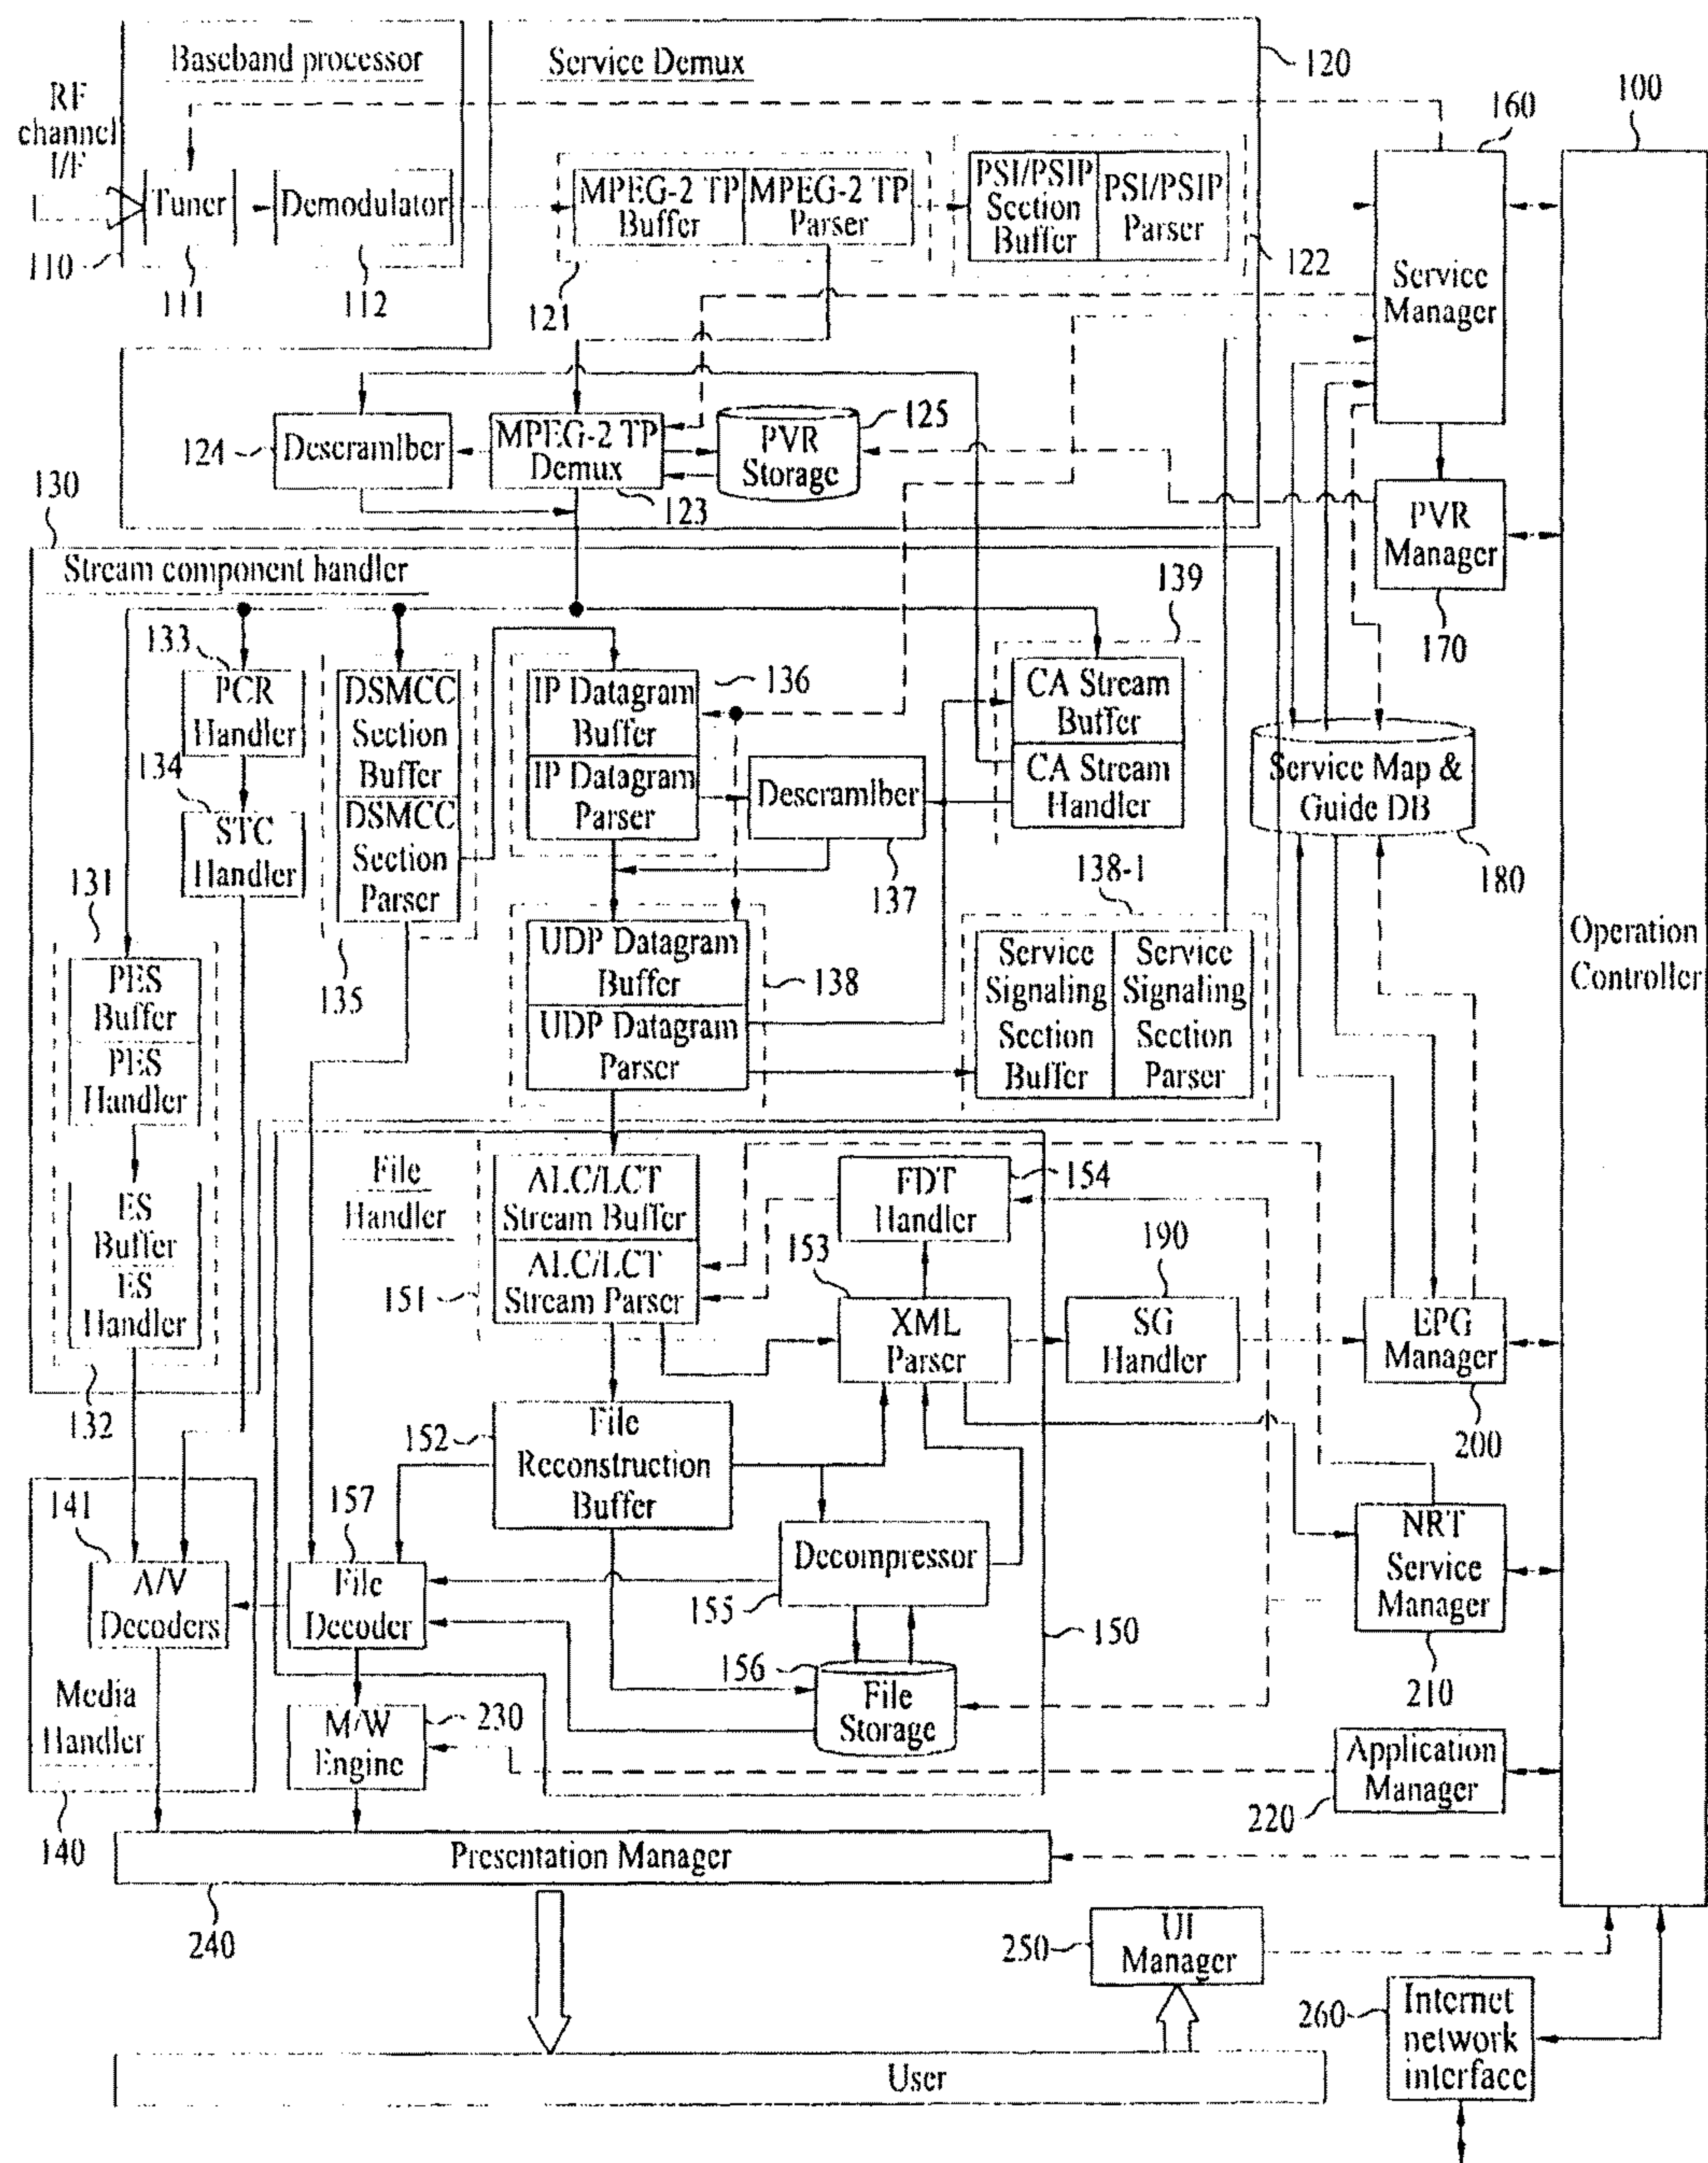 Baseband processor
Service Demux
120
100
160
RF
channel
I/F
Tuner
Demodulator
MPEG-2 TP
Buffer
MPEG-2 TP
Parser
PSI/PSIP
Section
Buffer
PSI/PSIP
Parser
Service
Manager
110
111
112
121
122
124
Descramlber
MPEG-2 TP
Demux
123
PVR
Storage
125
PVR
Manager
170
130
Stream component handler
139
133
PCR
Handler
134
STC
Handler
DSMCC
Section
Buffer
DSMCC
Section
Parser
135
IP Datagram
Buffer
IP Datagram
Parser
136
Descramlber
137
CA Stream
Buffer
CA Stream
Handler
Service Map &
Guide DB
180
131
PES
Buffer
PES
Handler
ES
Buffer
ES
Handler
132
UDP Datagram
Buffer
UDP Datagram
Parser
138
138-1
Service
Signaling
Section
Buffer
Service
Signaling
Section
Parser
Operation
Controller
File
Handler
ALC/LCT
Stream Buffer
ALC/LCT
Stream Parser
151
FDT
Handler
154
153
XML
Parser
190
SG
Handler
EPG
Manager
200
152
File
Reconstruction
Buffer
141
A/V
Decoders
157
File
Decoder
Decompressor
155
156
File
Storage
150
NRT
Service
Manager
210
Media
Handler
140
M/W
Engine
230
Application
Manager
220
Presentation Manager
240
250
UI
Manager
260
Internet
network
interface
User